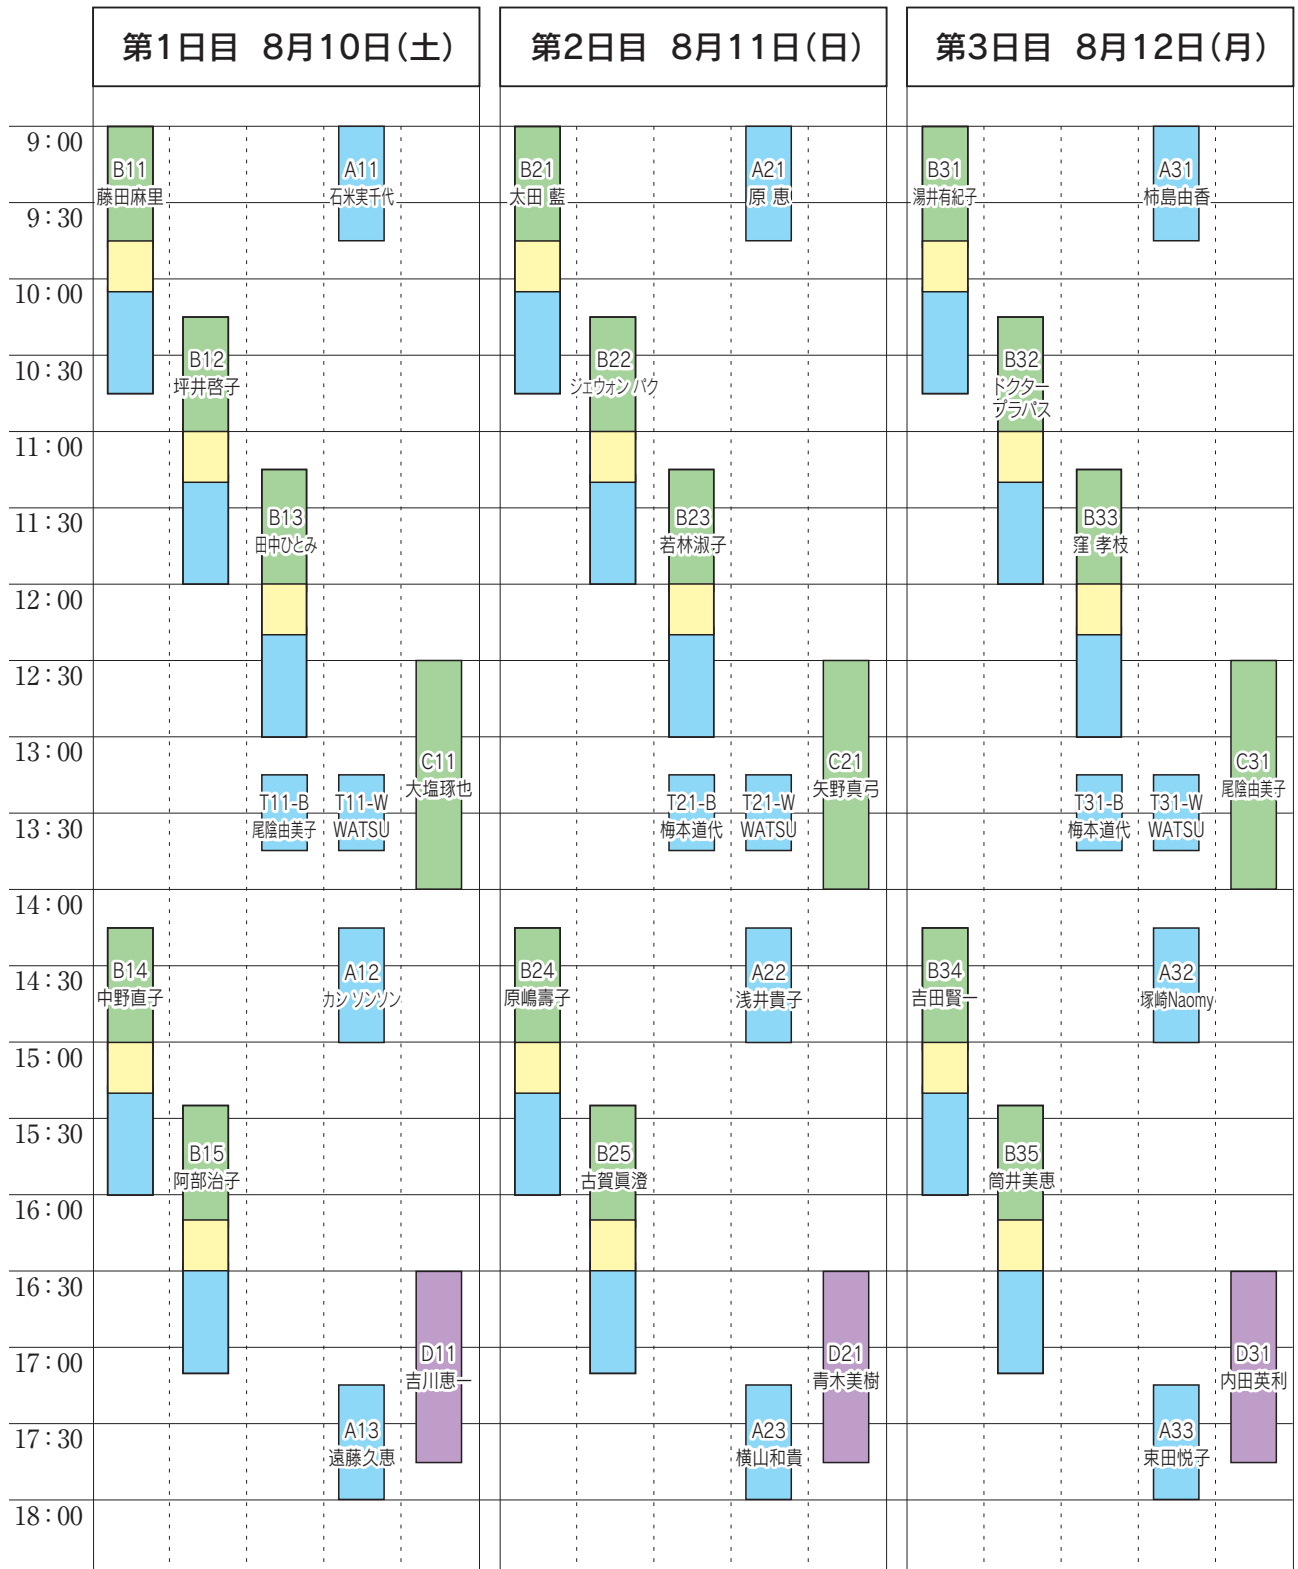 第1日目 8月10日(土)
第2日目 8月11日(日)
第3日目 8月12日(月)
9:00
9:30
10:00
10:30
11:00
11:30
12:00
12:30
13:00
13:30
14:00
14:30
15:00
15:30
16:00
16:30
17:00
17:30
18:00
B11
藤田麻里
A11
石米実千代
B12
坪井啓子
B13
田中ひとみ
C11
大塩琢也
T11-B
尾陰由美子
T11-W
WATSU
B14
中野直子
A12
カン ソンソン
B15
阿部治子
D11
吉川恵一
A13
遠藤久恵
B21
太田 藍
A21
原 恵
B22
ジェウォン パク
B23
若林淑子
C21
矢野真弓
T21-B
梅本道代
T21-W
WATSU
B24
原嶋壽子
A22
浅井貴子
B25
古賀眞澄
D21
青木美樹
A23
横山和貴
B31
湯井有紀子
A31
柿島由香
B32
ドクター
プラパス
B33
窪 孝枝
C31
尾陰由美子
T31-B
梅本道代
T31-W
WATSU
B34
吉田賢一
A32
塚崎Naomy
B35
筒井美恵
D31
内田英利
A33
束田悦子